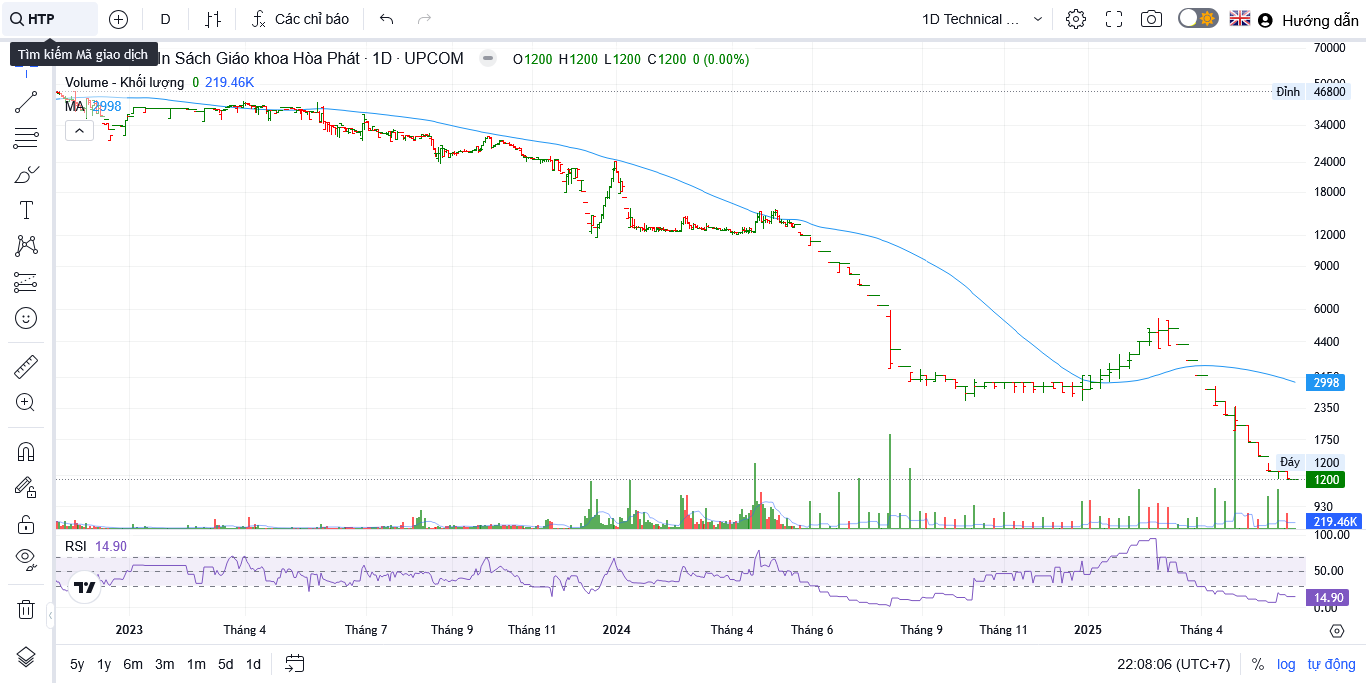 HTP
D
Các chỉ báo
1D Technical ...
Hướng dẫn
Tìm kiếm Mã giao dịch
In Sách Giáo khoa Hòa Phát · 1D · UPCOM
O1200 H1200 L1200 C1200 0 (0.00%)
Volume - Khối lượng 0 219.46K
MA 2998
70000
50000
Đỉnh 46800
34000
24000
18000
12000
9000
6000
4400
2998
2350
1750
Đáy 1200
1200
930
219.46K
RSI 14.90
100.00
50.00
14.90
0.00
2023 Tháng 4 Tháng 7 Tháng 9 Tháng 11 2024 Tháng 4 Tháng 6 Tháng 9 Tháng 11 2025 Tháng 4
5y 1y 6m 3m 1m 5d 1d
22:08:06 (UTC+7) % log tự động